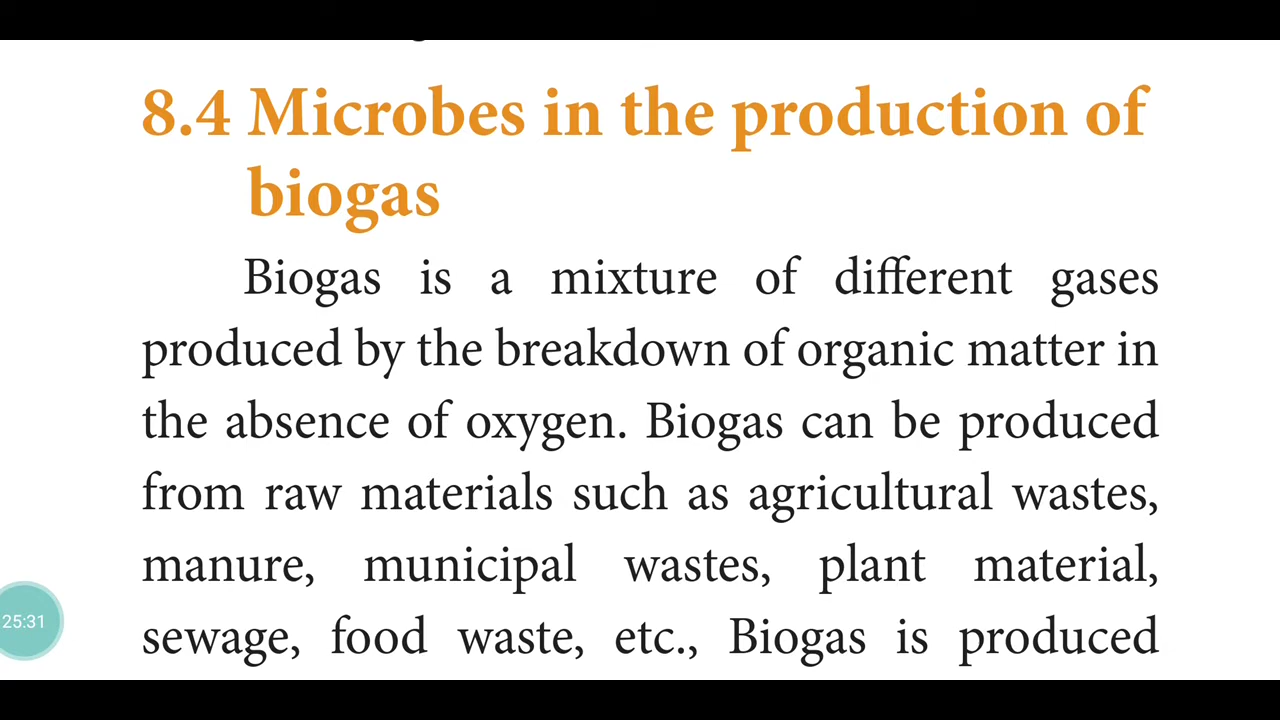 8.4 Microbes in the production of
biogas
Biogas is a mixture of different gases
produced by the breakdown of organic matter in
the absence of oxygen. Biogas can be produced
from raw materials such as agricultural wastes,
manure, municipal wastes, plant material,
25:31
sewage, food waste, etc., Biogas is produced